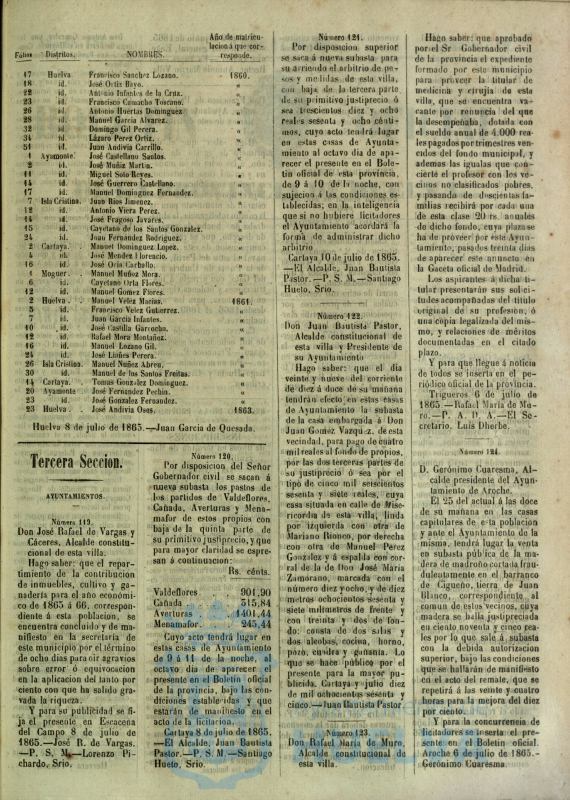 Año de matricu-
lacion á que cor-
responde.
Fólios Distritos. NOMBRES.
17 Huelva Francisco Sanchez Lozano. 1860.
18 id. José Ortiz Bayo. «
22 id. Antonio Infantes de la Cruz. «
23 id. Francisco Camacho Toscano. «
26 id. Antonio Huertas Dominguez «
28 id. Manuel Garcia Alvarez. «
32 id. Domingo Gil Perera. «
34 id. Lázaro Perez Ortiz. «
51 id. Juan Andivia Carrillo. «
1 Ayamonte. José Castellano Santos. «
2 id. José Muñiz Martin. «
11 id. Miguel Soto Reyes. «
14 id. José Guerrero Castellano. «
17 id. Manuel Dominguez Fernandez. «
7 Isla Cristina. Juan Rios Jimenez. «
12 id. Antonio Viera Perez. «
14 id. José Fragoso Javares. «
15 id. Cayetano de los Santos Gonzalez. «
24 id. Juan Fernandez Rodriguez. «
2 Cartaya. . Manuel Dominguez Lopez. «
4 id. José Mendez Florencio. «
16 id. José Oria Carballo. «
1 Moguer. . Manuel Muñoz Mora. «
6 id. Cayetano Orta Flores. «
12 id. Manuel Gomez Flores. «
2 Huelva . . Manuel Velez Macias. 1861.
5 id. Francisco Velez Gutierrez. «
7 id. Juan Garcia Infantes. «
10 id. José Castilla Garrocha. «
12 id. Rafael Mora Montañez. «
16 id. Manuel Lozano Gil. «
24 id. José Liañes Perera. «
26 Isla Cristina. Manuel Nuñez Abreu. «
30 id. Manuel de los Santos Freitas. «
14 Cartaya. . Tomas Gonzalez Dominguez. «
20 Ayamonte José Fernandez Pechin. «
23 id. José Gonzalez Fernandez. «
23 Huelva . José Andivia Oses. 1863.
Huelva 8 de julio de 1865.—Juan Garcia de Quesada.
Tercera Seccion.
AYUNTAMIENTOS.
Número 119.
Don José Rafael de Vargas y
Cáceres, Alcalde constitu-
cional de esta villa.
Hago saber: que el repar-
timiento de la contribucion
de inmuebles, cultivo y ga-
nadería para el año económi-
co de 1865 á 66, correspon-
diente á esta poblacion, se
encuentra concluido y de ma-
nifiesto en la secretaría de
este municipio por el término
de ocho dias para oir agravios
sobre error ó equivocacion
en la aplicacion del tanto por
ciento con que ha salido gra-
vada la riqueza.
Y para su publicidad se fi-
ja el presente en Escacena
del Campo 8 de julio de
1865.—José R. de Vargas.
—P. S. M.—Lorenzo Pi-
chardo, Srio.
Número 120.
Por disposicion del Señor
Gobernador civil se sacan á
nueva subasta los pastos de
los partidos de Valdeflores,
Cañada, Averturas y Mena-
mafor de estos propios con
baja de la quinta parte de
su primitivo justiprecio, y que
para mayor claridad se espre-
san á continuacion:
Rs. cénts.
Valdeflores 901,90
Cañada 515,84
Averturas 1401,44
Menamafor. 245,44
Cuyo acto tendrá lugar en
estas casas de Ayuntamiento
de 9 á 11 de la noche, al
octavo dia de aparecer el
presente en el Boletin oficial
de la provincia, bajo las con-
diciones establecidas y que
estarán de manifiesto en el
acto de la licitacion.
Cartaya 8 de julio de 1865.
—El Alcalde, Juan Bautista
Pastor.—P. S. M.—Santiago
Hueto, Srio.
Número 121.
Por disposicion superior
se saca á nueva subasta para
su arriendo el arbitrio de pe-
sos y medidas de esta villa,
con baja de la tercera parte
de su primitivo justiprecio ó
sea trescientos diez y ocho
reales sesenta y ocho cénti-
mos, cuyo acto tendrá lugar
en estas casas de Ayunta-
miento al octavo dia de apa-
recer el presente en el Bole-
tin oficial de esta provincia,
de 9 á 10 de la noche, con
sujecion á las condiciones es-
tablecidas; en la inteligencia
que si no hubiere licitadores
el Ayuntamiento acordará la
forma de administrar dicho
arbitrio
Cartaya 10 de julio de 1865.
—El Alcalde, Juan Bautista
Pastor.—P. S. M.—Santiago
Hueto, Srio.
Número 122.
Don Juan Bautista Pastor,
Alcalde constitucional de
esta villa y Presidente de
su Ayuntamiento
Hago saber: que el dia
veinte y nueve del corriente
de diez á doce de su mañana
tendrán efecto en estas casas
de Ayuntamiento la subasta
de la casa embargada á Don
Juan Gomez Vazquez, de esta
vecindad, para pago de cuatro
mil reales al fondo de propios,
por las dos terceras partes de
su justiprecio ó sea por el
tipo de cinco mil seiscientos
sesenta y siete reales, cuya
casa situada en calle de Mise-
ricordia de esta villa, linda
por izquierda con otra de
Mariano Rionco, por derecha
con otra de Manuel Perez
Gonzalez y á espalda con cor-
ral de la de Don José Maria
Zamorano, marcada con el
número diez y ocho, y de diez
metros ochocientos sesenta y
siete milimetros de frente y
con treinta y dos de fon-
do: consta de dos salas y
dos alcobas, cocina, horno,
pozo, cuadra y gañanía. Lo
que se hace público por el
presente para la mayor pu-
blicida. Cartaya y julio diez
de mil ochocientos sesenta y
cinco.—Juan Bautista Pastor
Número 123.
Don Rafael Maria de Muro,
Alcalde constitucional de
esta villa.
Hago saber: que aprobado
por el Sr Gobernador civil
de la provincia el expediente
formado por este municipio
para proveer la titular de
medicina y cirujia de esta
villa, que se encuentra va-
cante por renuncia del que
la desempeñaba, dotada con
el sueldo anual de 4.000 rea-
les pagados por trimestres ven-
cidos del fondo municipal, y
ademas las igualas que con-
cierte el profesor con los ve-
cinos no clasificados pobres,
y pasando de doscientas fa-
milias recibirá por cada una
de esta clase 20 rs. anuales
de dicho fondo, cuya plaza se
ha de proveer por este Ayun-
tamiento, pasados treinta dias
de aparecer este anuncio en
la Gaceta oficial de Madrid.
Los aspirantes á dicha ti-
tular presentarán sus solici-
tudes acompañadas del título
original de su profesion, ó
una copia legalizada del mis-
mo, y relaciones de méritos
documentadas en el citado
plazo.
Y para que llegue á noticia
de todos se inserta en el pe-
riódico oficial de la provincia.
Trigueros 6 de julio de
1865.—Rafael Maria de Mu-
ro.—P. A. D. A.—El Se-
cretario, Luis Dherbe.
Número 124.
D. Gerónimo Cuaresma, Al-
calde presidente del Ayun-
tamiento de Aroche.
El 25 del actual á las doce
de su mañana en las casas
capitulares de esta poblacion
y ante el Ayuntamiento de la
misma, tendrá lugar la venta
en subasta pública de la ma-
dera de madroño cortada frau-
dulentamente en el barranco
de Cigueño, tierra de Juan
Blanco, correspondiente al
comun de estos vecinos, cuya
madera se halla justipreciada
en ciento noventa y cinco rea-
les por lo que sale á subasta
con la debida autorizacion
superior, bajo las condiciones
que se hallarán de manifiesto
en el acto del remate, que se
repetirá á las veinte y cuatro
horas para la mejora del diez
por ciento.
Y para la concurrencia de
licitadores se inserta el pre-
sente en el Boletin oficial.
Aroche 6 de julio de 1865.-
Gerónimo Cuaresma.